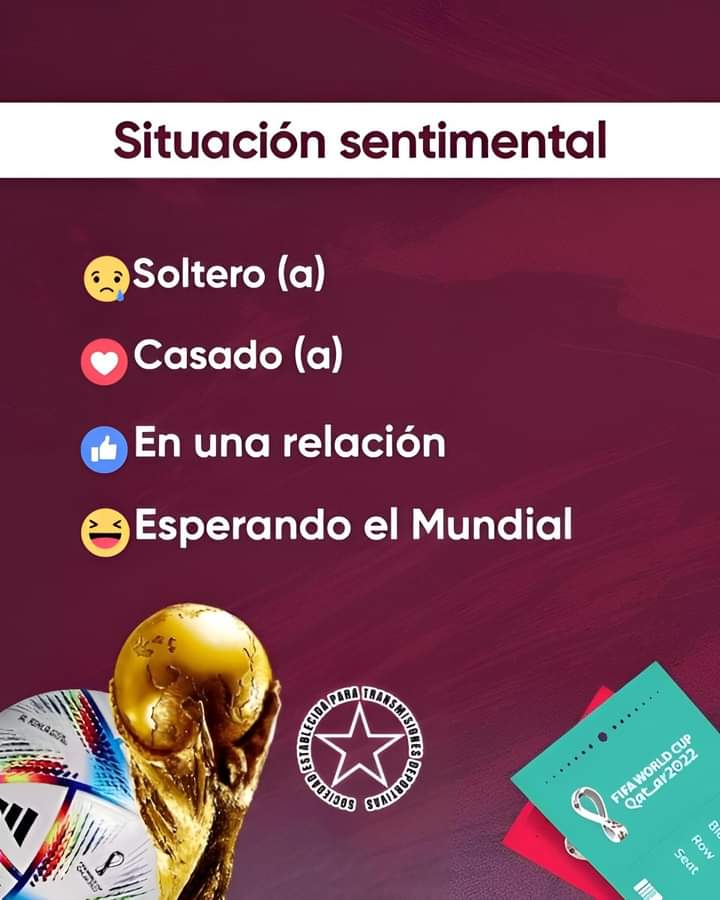 Situación sentimental
Soltero (a)
Casado (a)
En una relación
Esperando el Mundial
SOCIEDAD ESTABLECIDA PARA TRANSMISIONES DEPORTIVAS
FIFA WORLD CUP
Qatar2022
Row
Seat